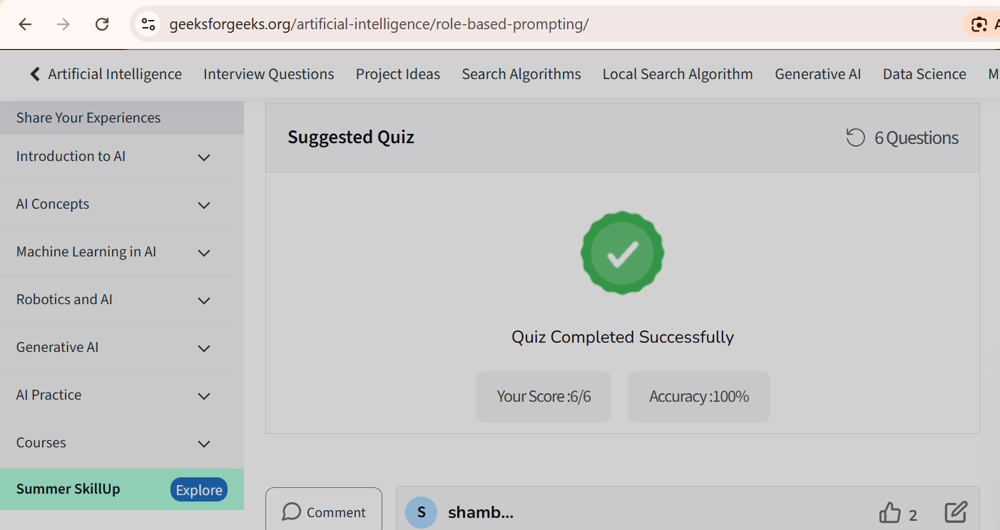 geeksforgeeks.org/artificial-intelligence/role-based-prompting/
A
Artificial Intelligence Interview Questions Project Ideas Search Algorithms Local Search Algorithm Generative AI Data Science M
Share Your Experiences
Introduction to AI
AI Concepts
Machine Learning in AI
Robotics and AI
Generative AI
AI Practice
Courses
Summer SkillUp Explore
Suggested Quiz 6 Questions
Quiz Completed Successfully
Your Score :6/6 Accuracy :100%
Comment
S shamb... 2